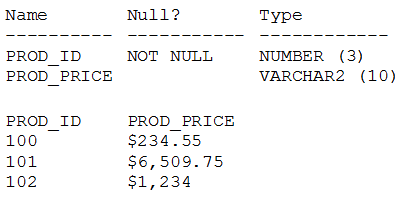 Name Null? Type
---------- ----------- ------------
PROD_ID NOT NULL NUMBER (3)
PROD_PRICE VARCHAR2 (10)
PROD_ID PROD_PRICE
100 $234.55
101 $6,509.75
102 $1,234